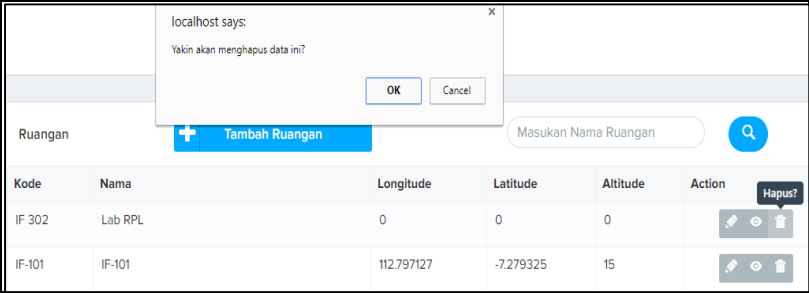 localhost says:
Yakin akan menghapus data ini?
OK Cancel
Ruangan Tambah Ruangan Masukan Nama Ruangan
Kode Nama Longitude Latitude Altitude Action
Hapus?
IF 302 Lab RPL 0 0 0
IF-101 IF-101 112.797127 -7.279325 15